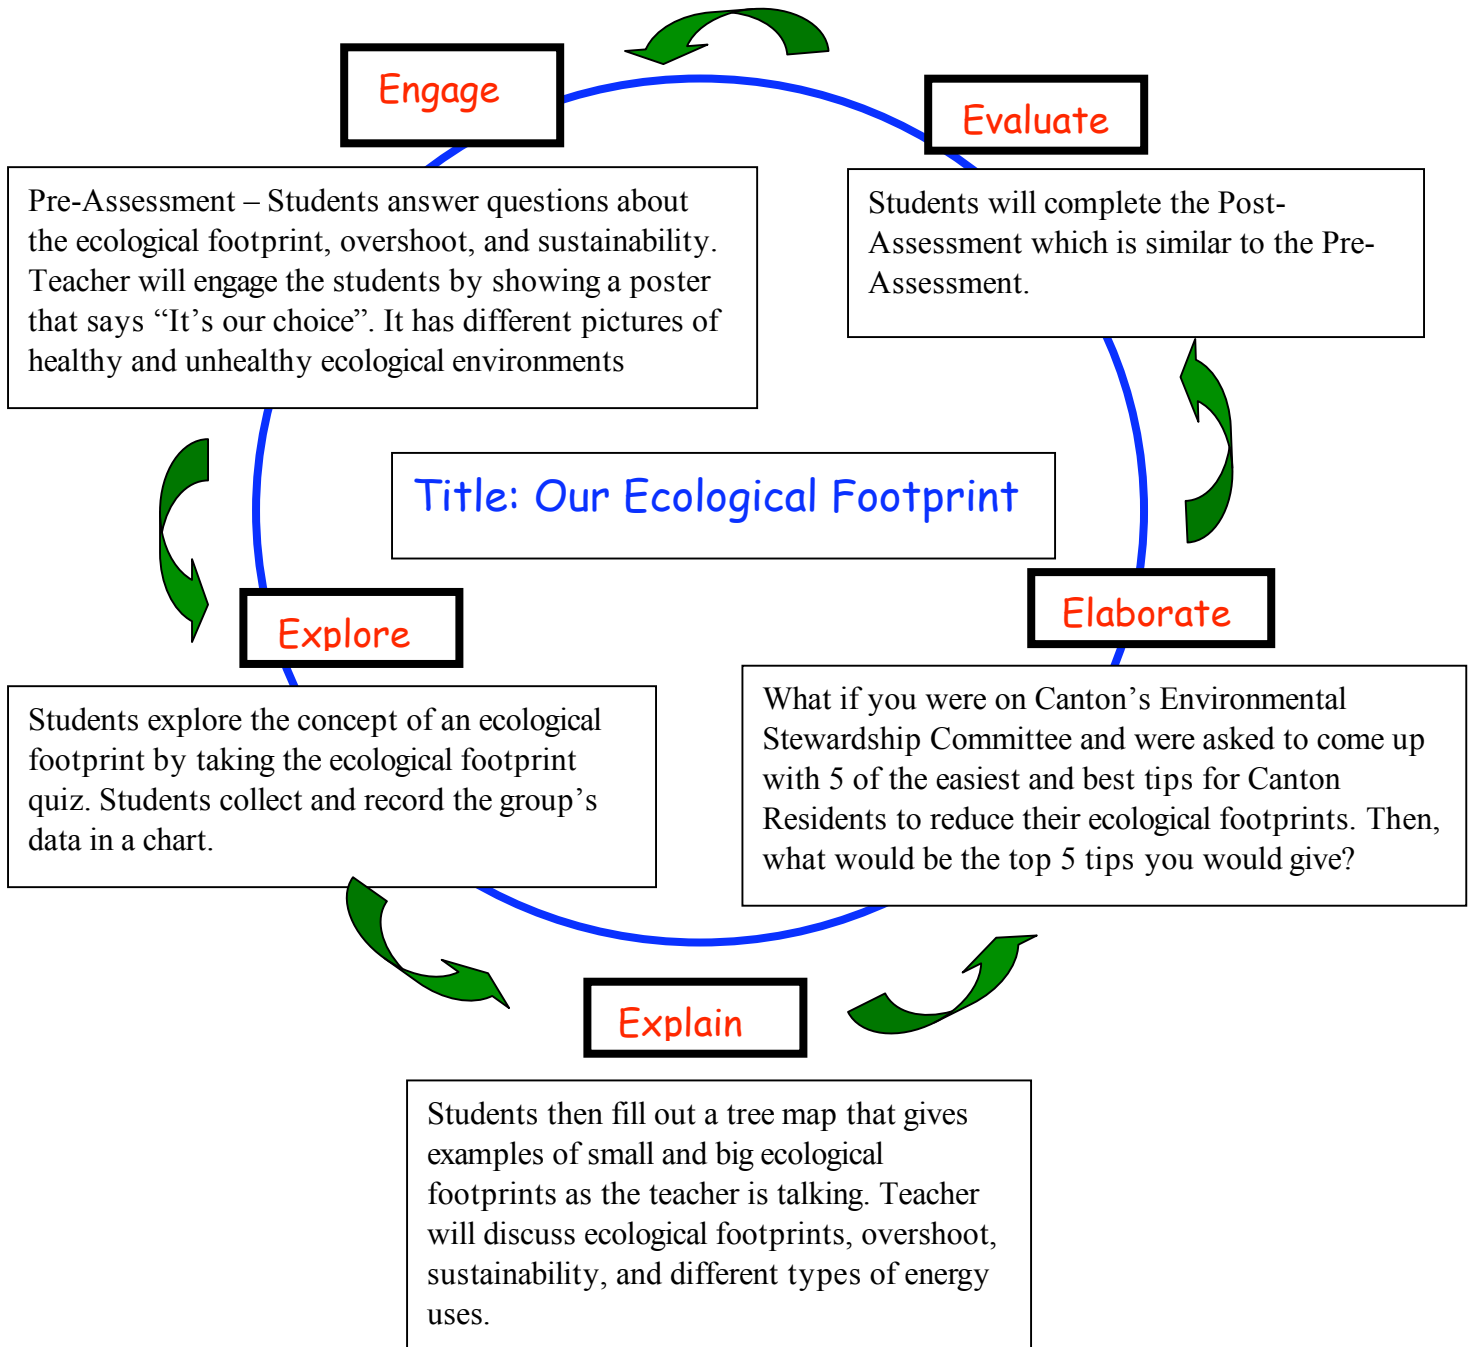 Engage
Pre-Assessment – Students answer questions about
the ecological footprint, overshoot, and sustainability.
Teacher will engage the students by showing a poster
that says “It’s our choice”. It has different pictures of
healthy and unhealthy ecological environments
Evaluate
Students will complete the Post-
Assessment which is similar to the Pre-
Assessment.
Title: Our Ecological Footprint
Explore
Students explore the concept of an ecological
footprint by taking the ecological footprint
quiz. Students collect and record the group’s
data in a chart.
Elaborate
What if you were on Canton’s Environmental
Stewardship Committee and were asked to come up
with 5 of the easiest and best tips for Canton
Residents to reduce their ecological footprints. Then,
what would be the top 5 tips you would give?
Explain
Students then fill out a tree map that gives
examples of small and big ecological
footprints as the teacher is talking. Teacher
will discuss ecological footprints, overshoot,
sustainability, and different types of energy
uses.